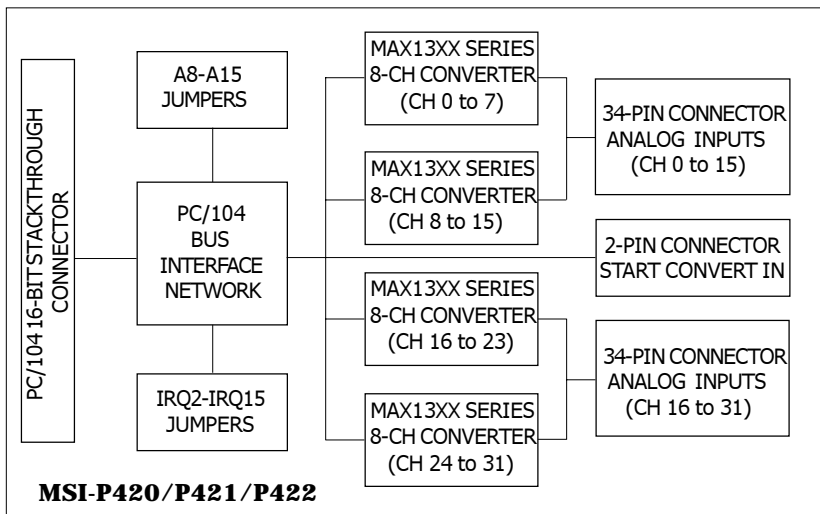 PC/104 16-BIT STACKTHROUGH
CONNECTOR
A8-A15
JUMPERS
PC/104
BUS
INTERFACE
NETWORK
IRQ2-IRQ15
JUMPERS
MAX13XX SERIES
8-CH CONVERTER
(CH 0 to 7)
MAX13XX SERIES
8-CH CONVERTER
(CH 8 to 15)
MAX13XX SERIES
8-CH CONVERTER
(CH 16 to 23)
MAX13XX SERIES
8-CH CONVERTER
(CH 24 to 31)
34-PIN CONNECTOR
ANALOG INPUTS
(CH 0 to 15)
2-PIN CONNECTOR
START CONVERT IN
34-PIN CONNECTOR
ANALOG INPUTS
(CH 16 to 31)
MSI-P420/P421/P422